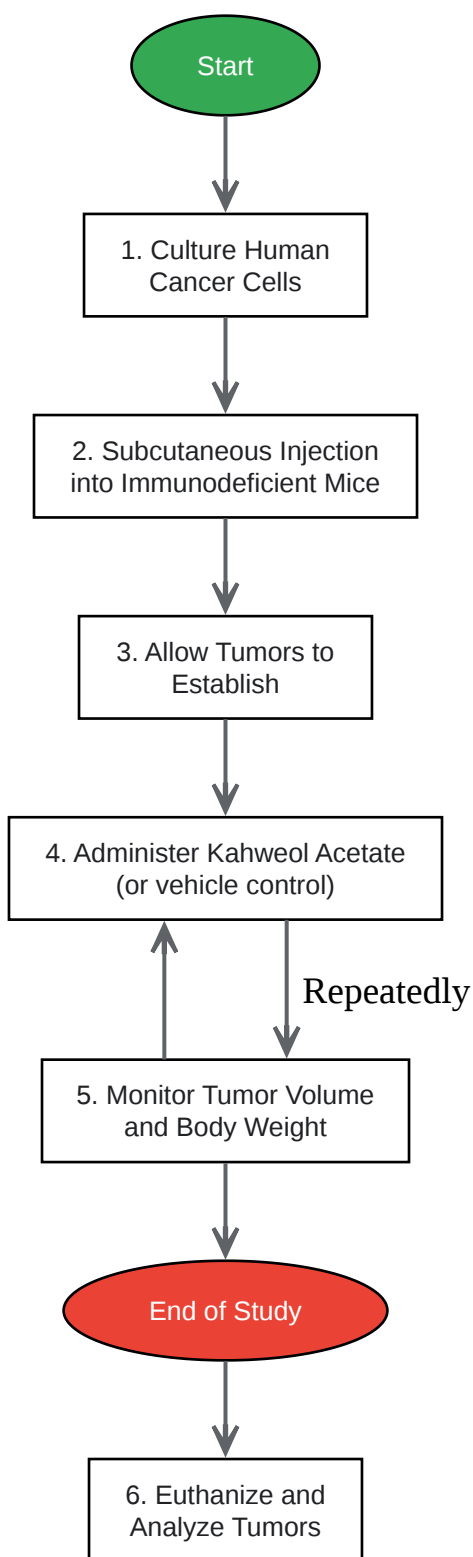 Start
1. Culture Human
Cancer Cells
2. Subcutaneous Injection
into Immunodeficient Mice
3. Allow Tumors to
Establish
4. Administer Kahweol Acetate
(or vehicle control)
Repeatedly
5. Monitor Tumor Volume
and Body Weight
End of Study
6. Euthanize and
Analyze Tumors